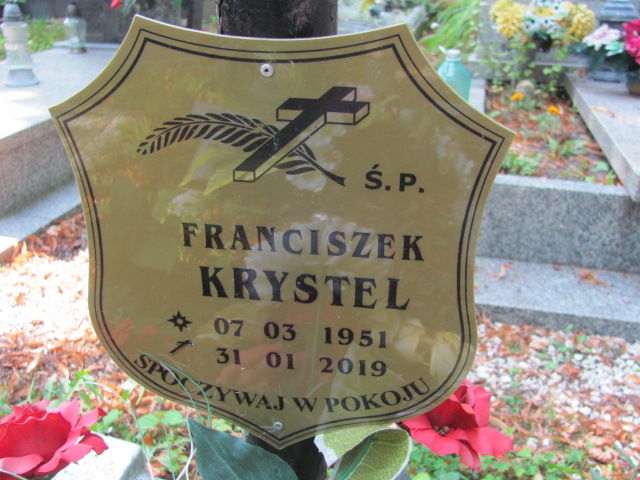 Ś.P.
FRANCISZEK
KRYSTEL
07 03 1951
31 01 2019
SPOCZYWAJ W POKOJU